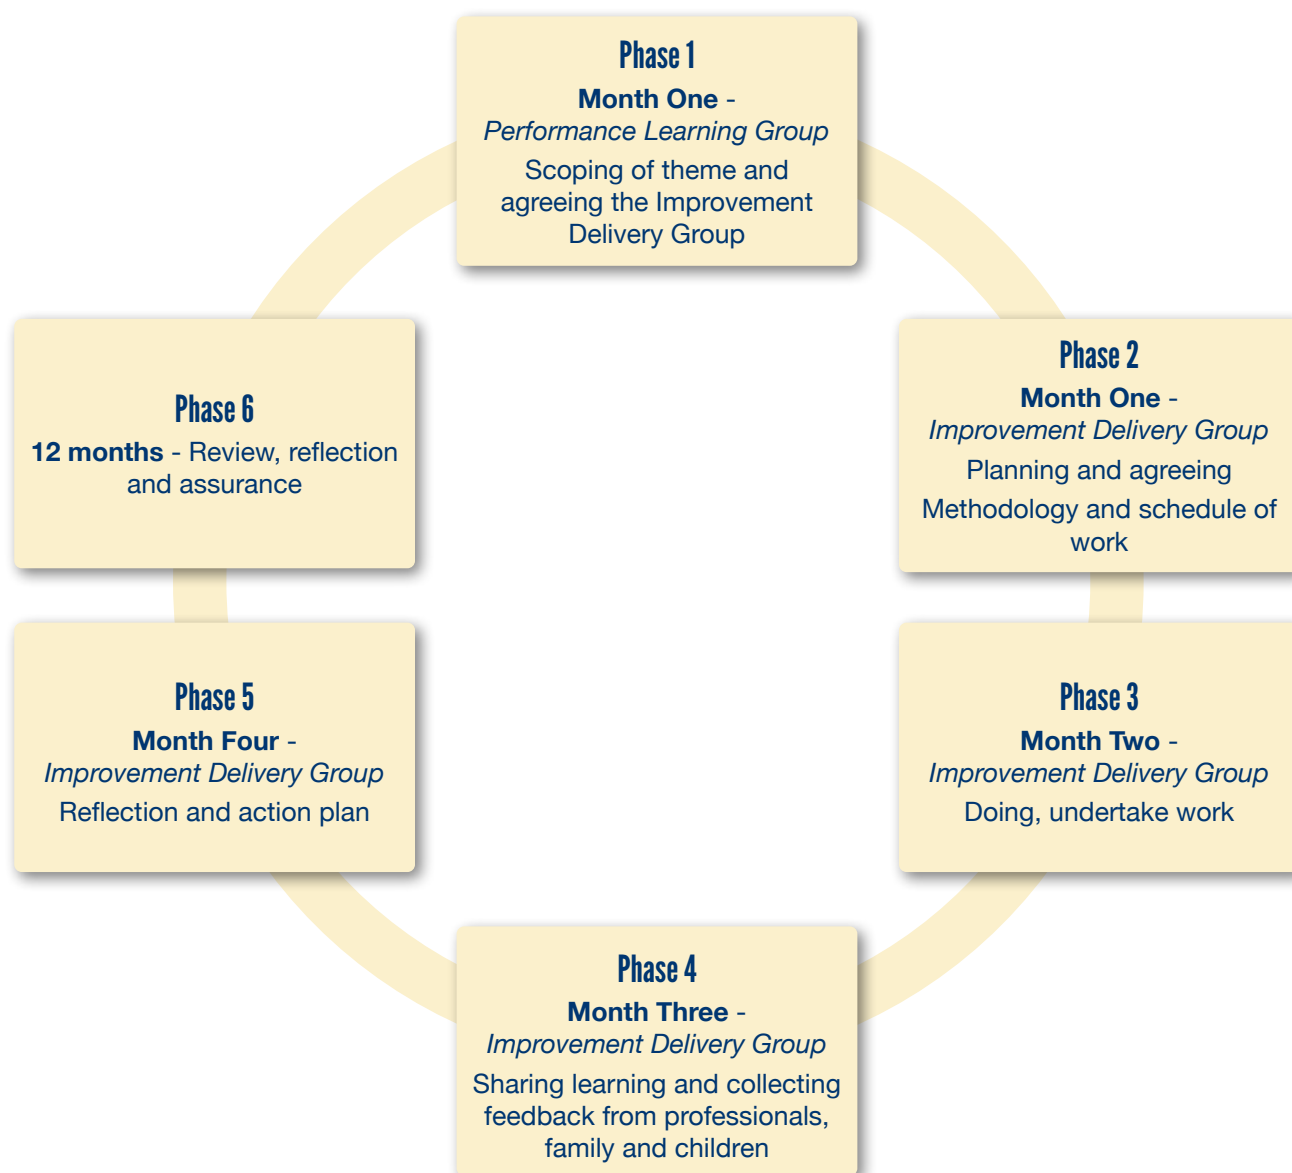 Phase 1
Month One -
Performance Learning Group
Scoping of theme and
agreeing the Improvement
Delivery Group
Phase 2
Month One -
Improvement Delivery Group
Planning and agreeing
Methodology and schedule of
work
Phase 3
Month Two -
Improvement Delivery Group
Doing, undertake work
Phase 4
Month Three -
Improvement Delivery Group
Sharing learning and collecting
feedback from professionals,
family and children
Phase 5
Month Four -
Improvement Delivery Group
Reflection and action plan
Phase 6
12 months - Review, reflection
and assurance